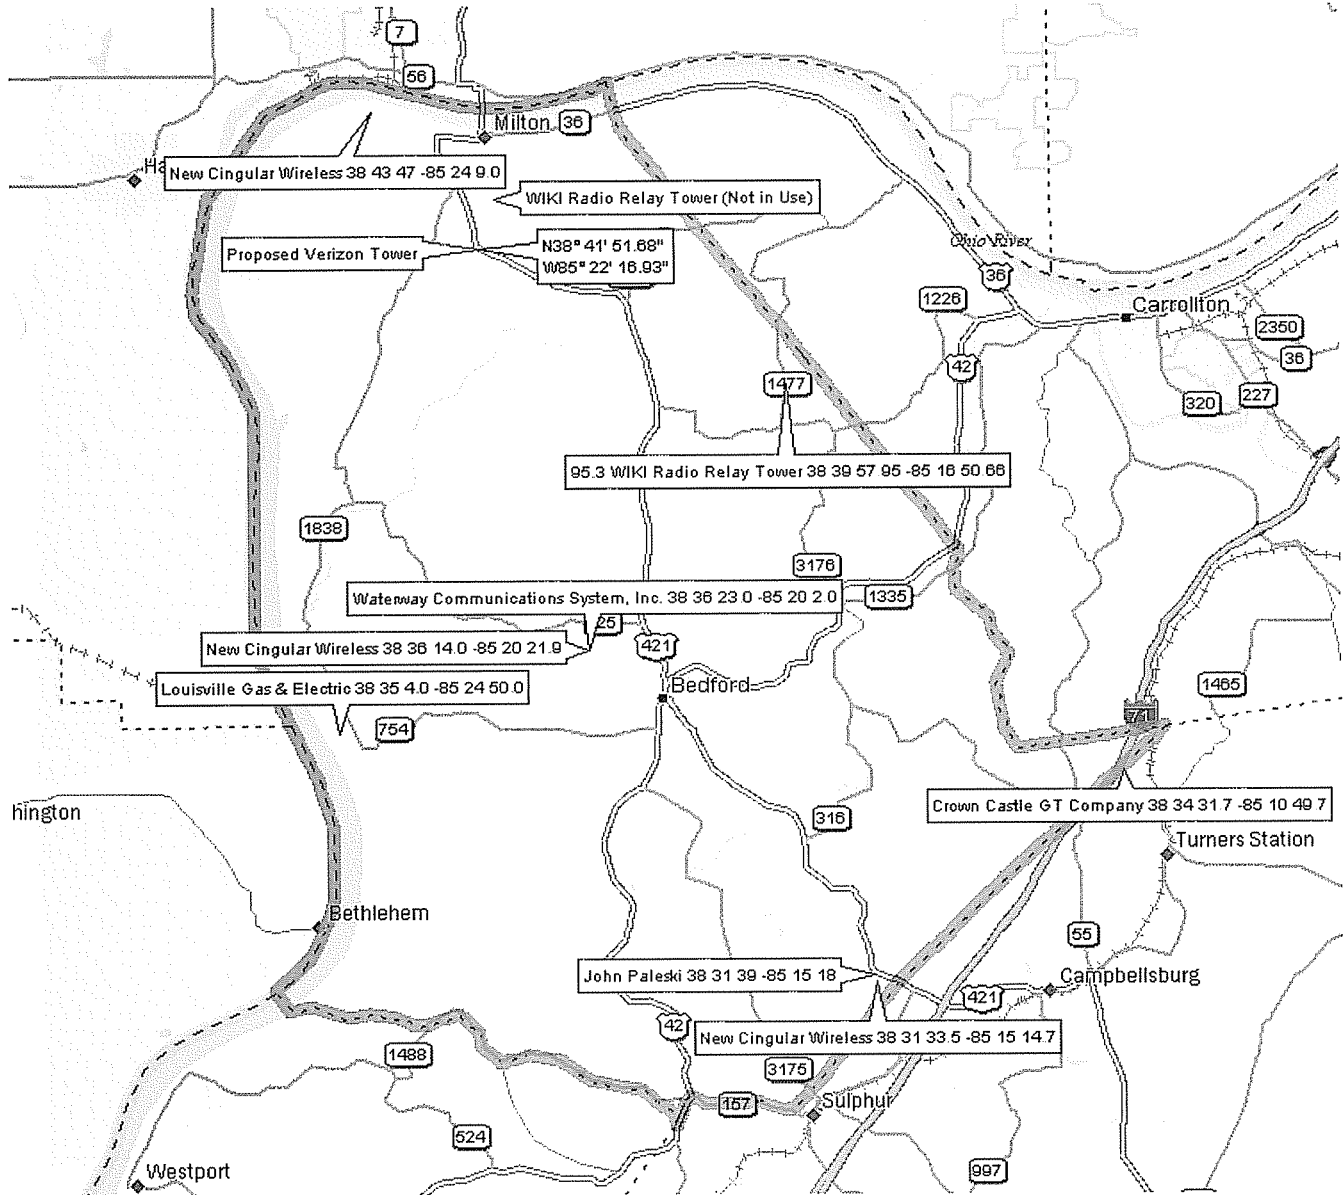 7
56
Milton
36
Ha
New Cingular Wireless 38 43 47 -85 24 9.0
WIKI Radio Relay Tower (Not in Use)
Proposed Verizon Tower
N38° 41' 51.68"
W85° 22' 16.93"
Ohio River
36
1226
Carrollton
2350
36
42
1477
320
227
95.3 WIKI Radio Relay Tower 38 39 57 95 -85 16 50 66
1838
3176
Waterway Communications System, Inc. 38 36 23.0 -85 20 2.0
1335
25
New Cingular Wireless 38 36 14.0 -85 20 21.9
421
Louisville Gas & Electric 38 35 4.0 -85 24 50.0
Bedford
1465
71
754
Crown Castle GT Company 38 34 31.7 -85 10 49 7
hington
316
Turners Station
Bethlehem
55
John Paleski 38 31 39 -85 15 18
Campbellsburg
421
42
New Cingular Wireless 38 31 33.5 -85 15 14.7
1488
3175
157
Sulphur
524
Westport
997